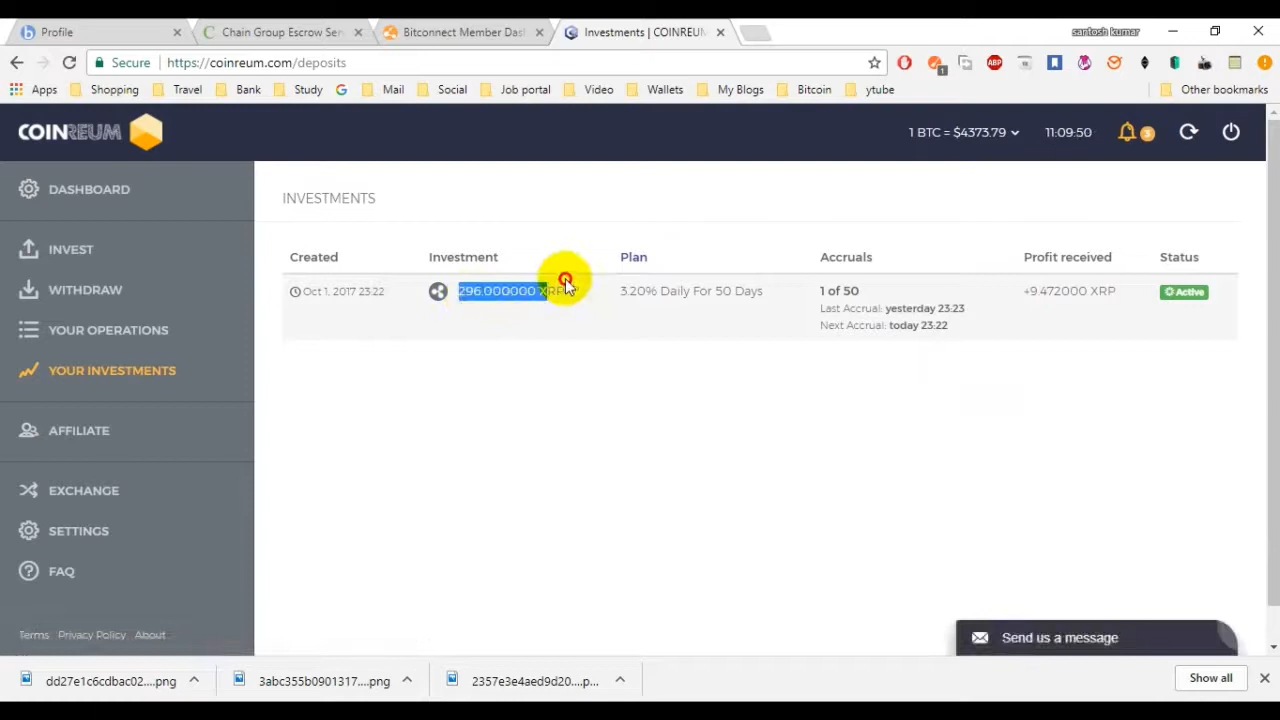 Profile
Chain Group Escrow Ser
Bitconnect Member Das
Investments | COINREUM
santosh kumar
Secure
https://coinreum.com/deposits
1
ABP
Apps
Shopping
Travel
Bank
Study
Mail
Social
Job portal
Video
Wallets
My Blogs
Bitcoin
ytube
Other bookmarks
COINREUM
1 BTC = $4373.79
11:09:50
3
DASHBOARD
INVEST
WITHDRAW
YOUR OPERATIONS
YOUR INVESTMENTS
AFFILIATE
EXCHANGE
SETTINGS
FAQ
Terms Privacy Policy About
INVESTMENTS
Created Investment Plan Accruals Profit received Status
Oct 1, 2017 23:22 296.000000 XRP 3.20% Daily For 50 Days 1 of 50 +9.472000 XRP Active
Last Accrual: yesterday 23:23
Next Accrual: today 23:22
Send us a message
dd27e1c6cdbac02....png
3abc355b0901317....png
2357e3e4aed9d20....p...
Show all